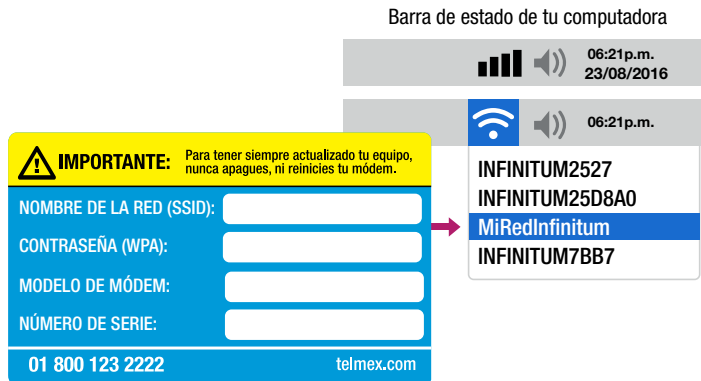 Barra de estado de tu computadora
06:21p.m.
23/08/2016
06:21p.m.
INFINITUM2527
INFINITUM25D8A0
MiRedInfinitum
INFINITUM7BB7
IMPORTANTE:
Para tener siempre actualizado tu equipo,
nunca apagues, ni reinicies tu módem.
NOMBRE DE LA RED (SSID):
CONTRASEÑA (WPA):
MODELO DE MÓDEM:
NÚMERO DE SERIE:
01 800 123 2222
telmex.com